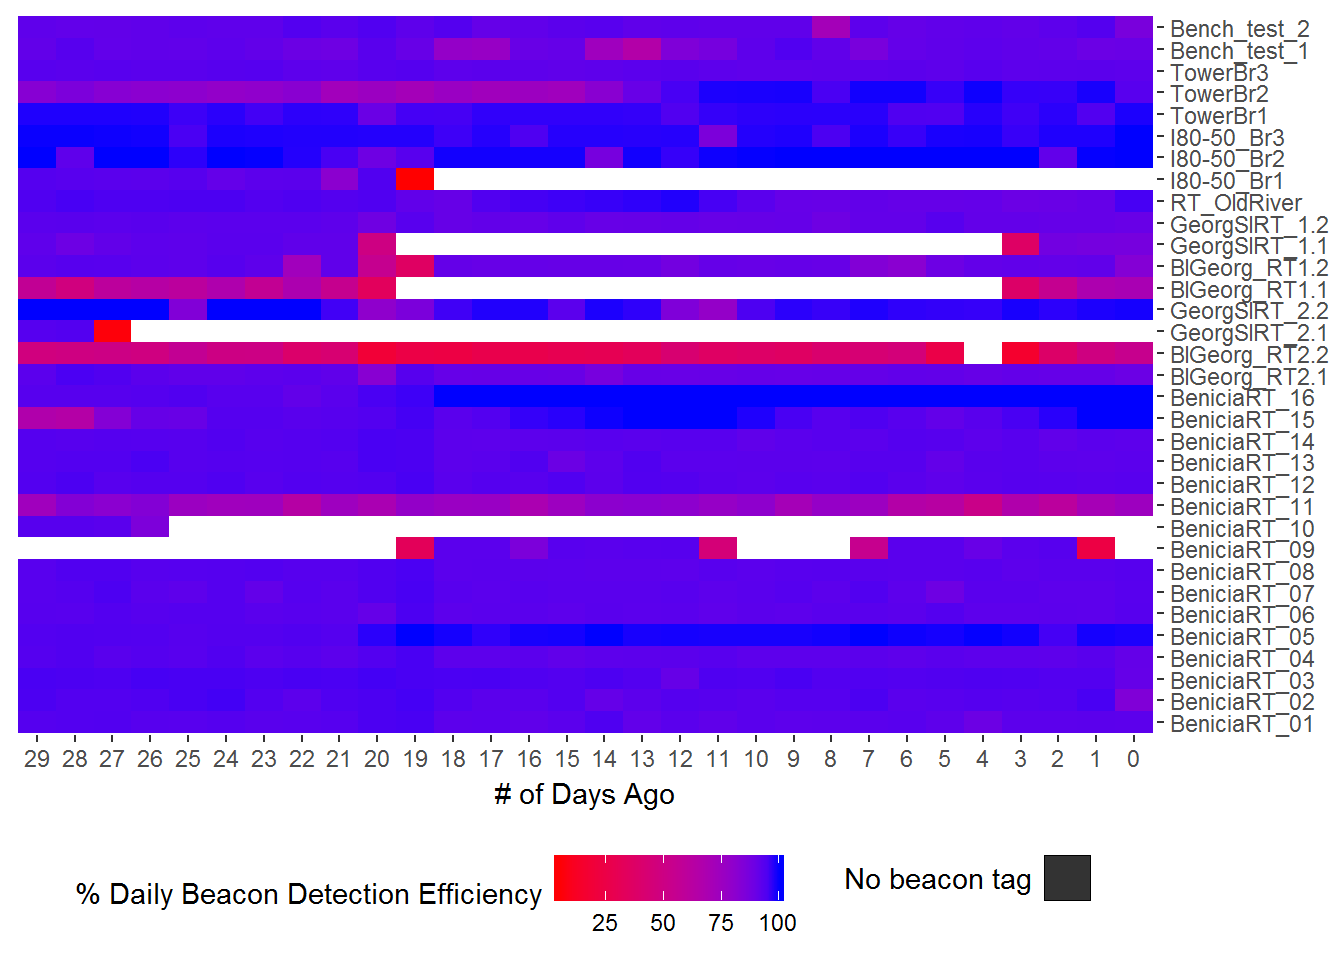 Bench_test_2
Bench_test_1
TowerBr3
TowerBr2
TowerBr1
I80-50_Br3
I80-50_Br2
I80-50_Br1
RT_OldRiver
GeorgSlRT_1.2
GeorgSlRT_1.1
BlGeorg_RT1.2
BlGeorg_RT1.1
GeorgSlRT_2.2
GeorgSlRT_2.1
BlGeorg_RT2.2
BlGeorg_RT2.1
BeniciaRT_16
BeniciaRT_15
BeniciaRT_14
BeniciaRT_13
BeniciaRT_12
BeniciaRT_11
BeniciaRT_10
BeniciaRT_09
BeniciaRT_08
BeniciaRT_07
BeniciaRT_06
BeniciaRT_05
BeniciaRT_04
BeniciaRT_03
BeniciaRT_02
BeniciaRT_01
29 28 27 26 25 24 23 22 21 20 19 18 17 16 15 14 13 12 11 10 9 8 7 6 5 4 3 2 1 0
# of Days Ago
% Daily Beacon Detection Efficiency
25 50 75 100
No beacon tag